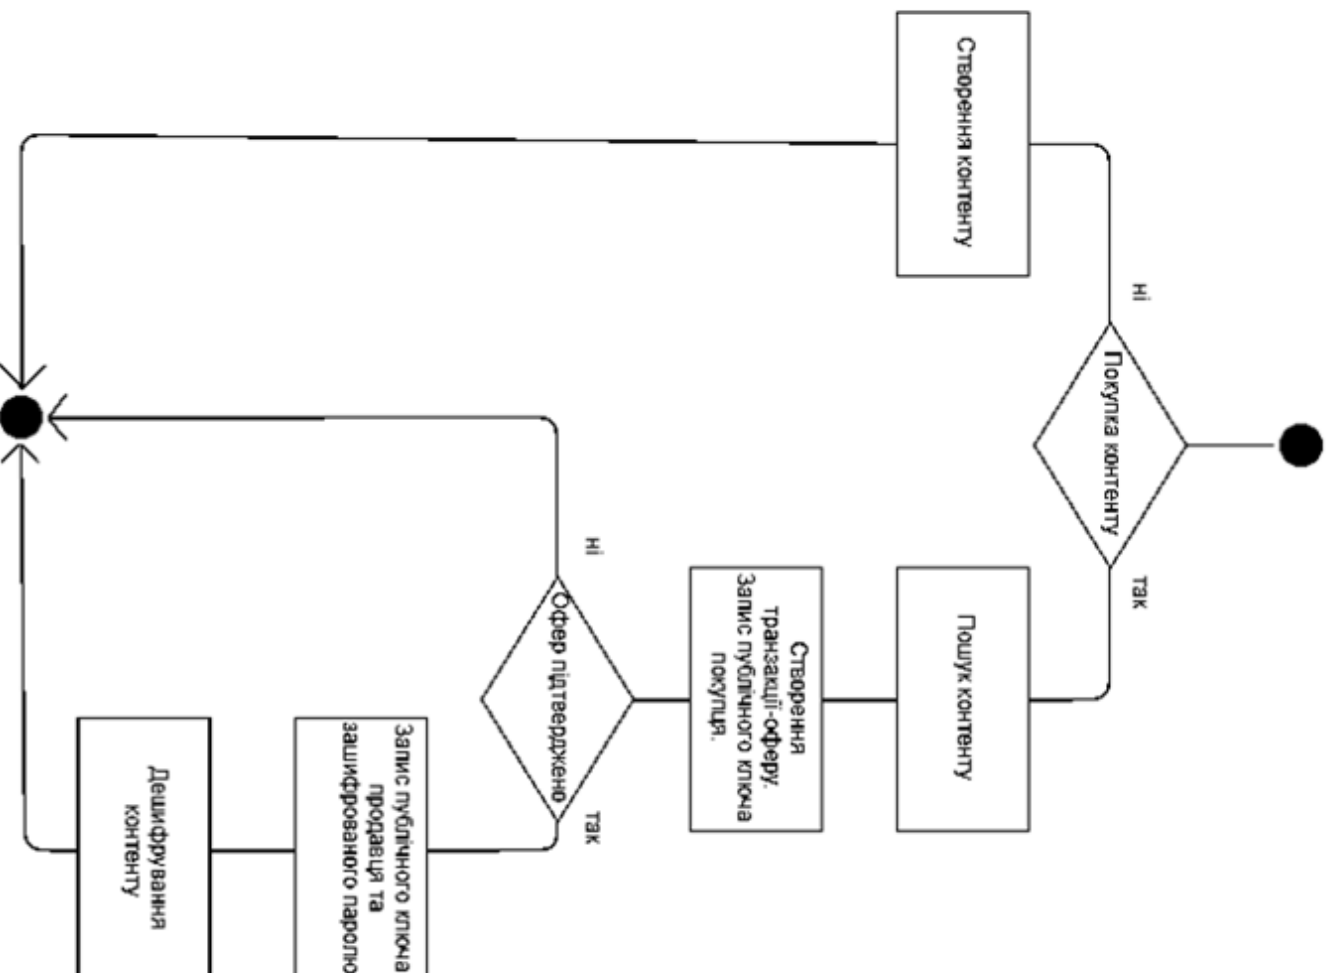 Покупка контенту
ні
так
Створення контенту
Пошук контенту
Створення
транзакції-оферу.
Запис публічного ключа
покупця.
Офер підтверджено
ні
так
Запис публічного ключа
продавця та
зашифрованого паролю
Дешифрування
контенту